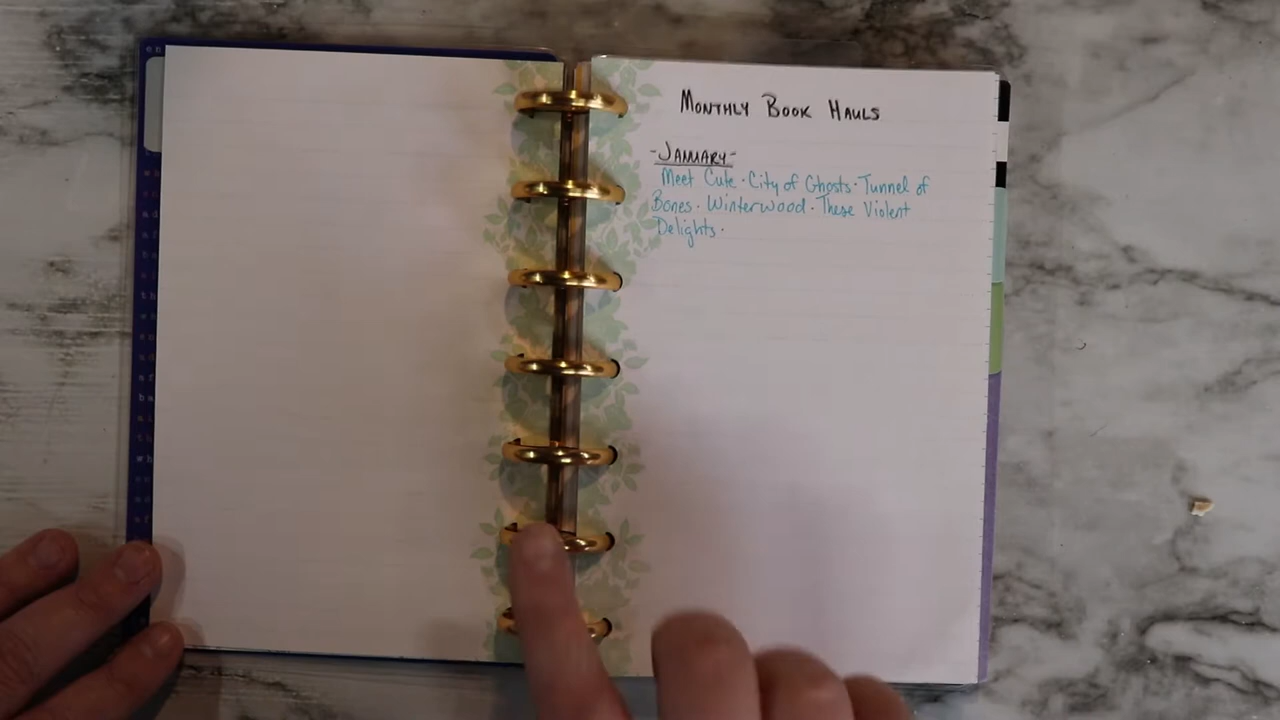 MONTHLY BOOK HAULS
-JANUARY-
Meet Cute · City of Ghosts · Tunnel of
Bones · Winterwood · These Violent
Delights ·